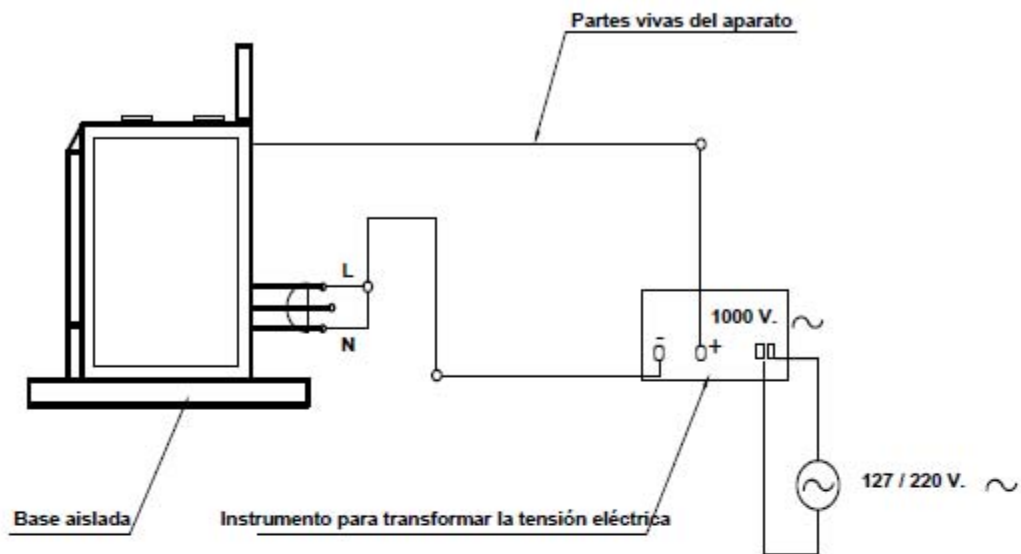 Partes vivas del aparato
L
N
1000 V.
- +
127 / 220 V.
Base aislada
Instrumento para transformar la tensión eléctrica